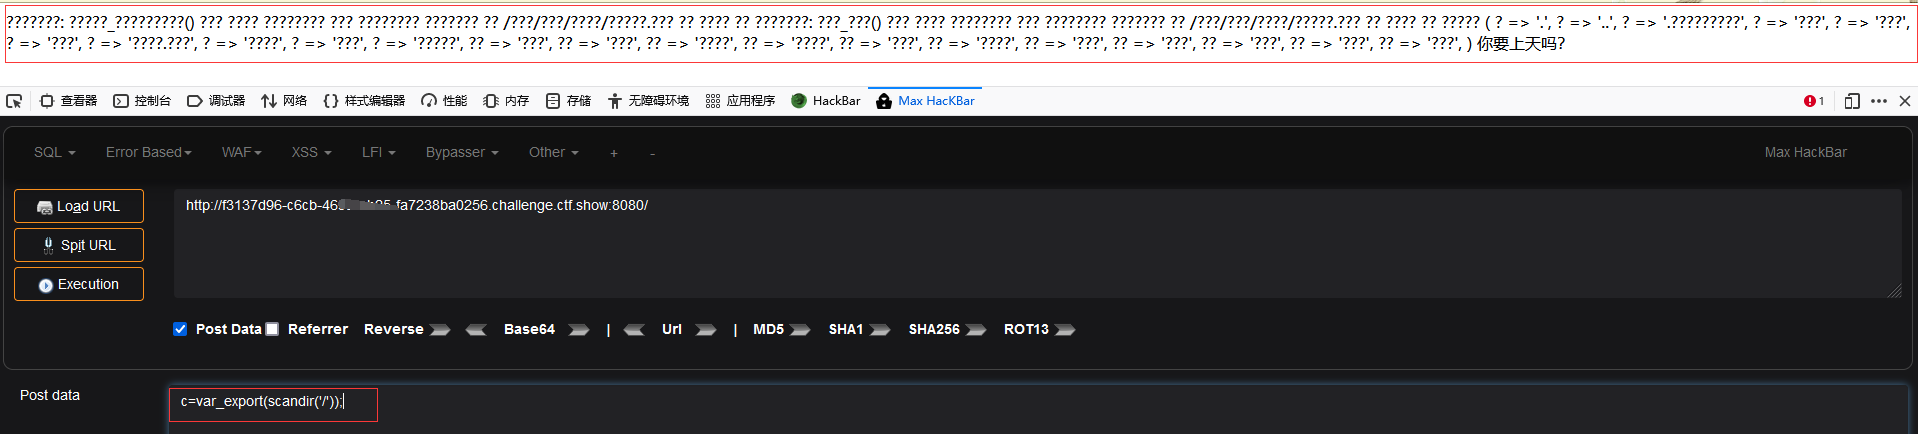 ???????: ?????_?????????() ??? ???? ???????? ??? ???????? ??????? ?? /???/???/????/?????.??? ?? ???? ?? ???????: ???_???() ??? ???? ???????? ??? ???????? ??????? ?? /???/???/????/?????.??? ?? ???? ?? ????? ( ? => '.', ? => '..', ? => '.?????????', ? => '???', ? => '???',
? => '???', ? => '????.???', ? => '????', ? => '???', ? => '?????', ?? => '???', ?? => '???', ?? => '????', ?? => '????', ?? => '???', ?? => '????', ?? => '???', ?? => '???', ?? => '???', ?? => '???', ?? => '???', ) 你要上天吗?
查看器 控制台 调试器 网络 样式编辑器 性能 内存 存储 无障碍环境 应用程序 HackBar Max HacKBar 1
SQL Error Based WAF XSS LFI Bypasser Other + - Max HackBar
Load URL
http://f3137d96-c6cb-46 fa7238ba0256.challenge.ctf.show:8080/
Split URL
Execution
Post Data Referrer Reverse Base64 | Url | MD5 SHA1 SHA256 ROT13
Post data
c=var_export(scandir('/'));